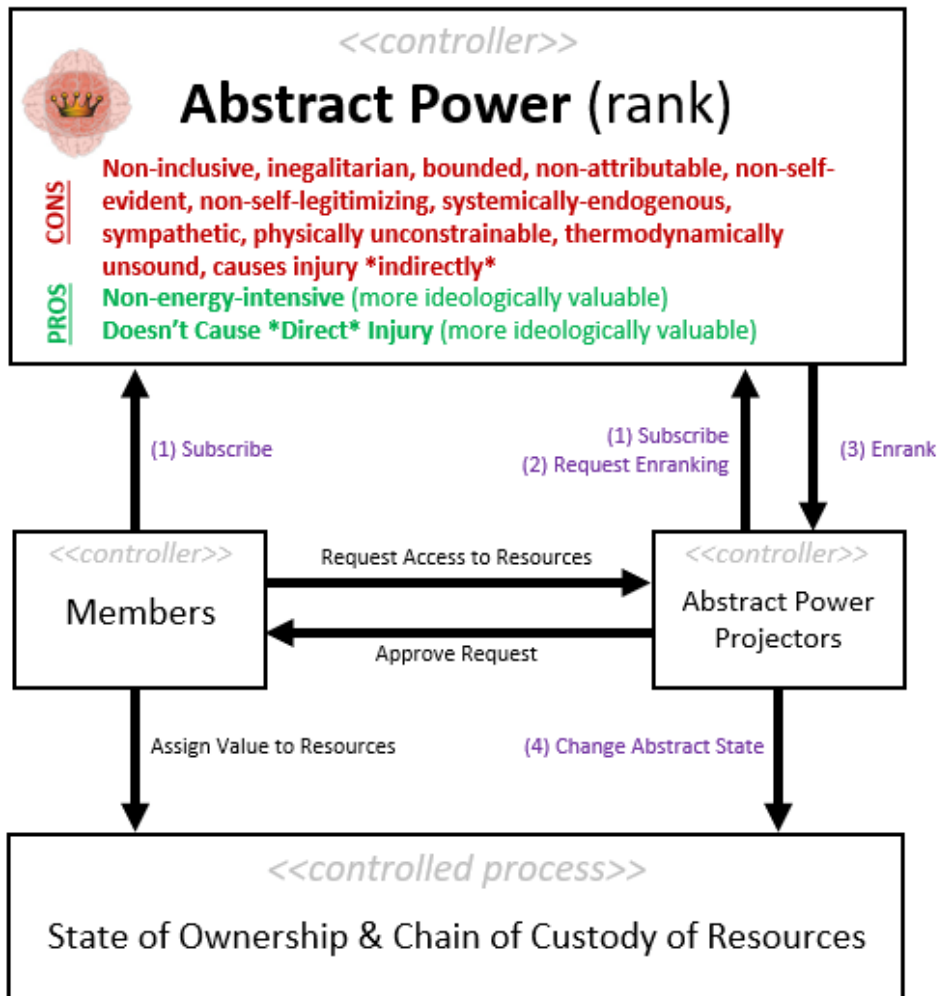 <<controller>>
Abstract Power (rank)
CONS
Non-inclusive, inegalitarian, bounded, non-attributable, non-self-
evident, non-self-legitimizing, systemically-endogenous,
sympathetic, physically unconstrainable, thermodynamically
unsound, causes injury *indirectly*
PROS
Non-energy-intensive (more ideologically valuable)
Doesn't Cause *Direct* Injury (more ideologically valuable)
(1) Subscribe
(1) Subscribe
(2) Request Enranking
(3) Enrank
<<controller>>
Members
Request Access to Resources
Approve Request
<<controller>>
Abstract Power
Projectors
Assign Value to Resources
(4) Change Abstract State
<<controlled process>>
State of Ownership & Chain of Custody of Resources